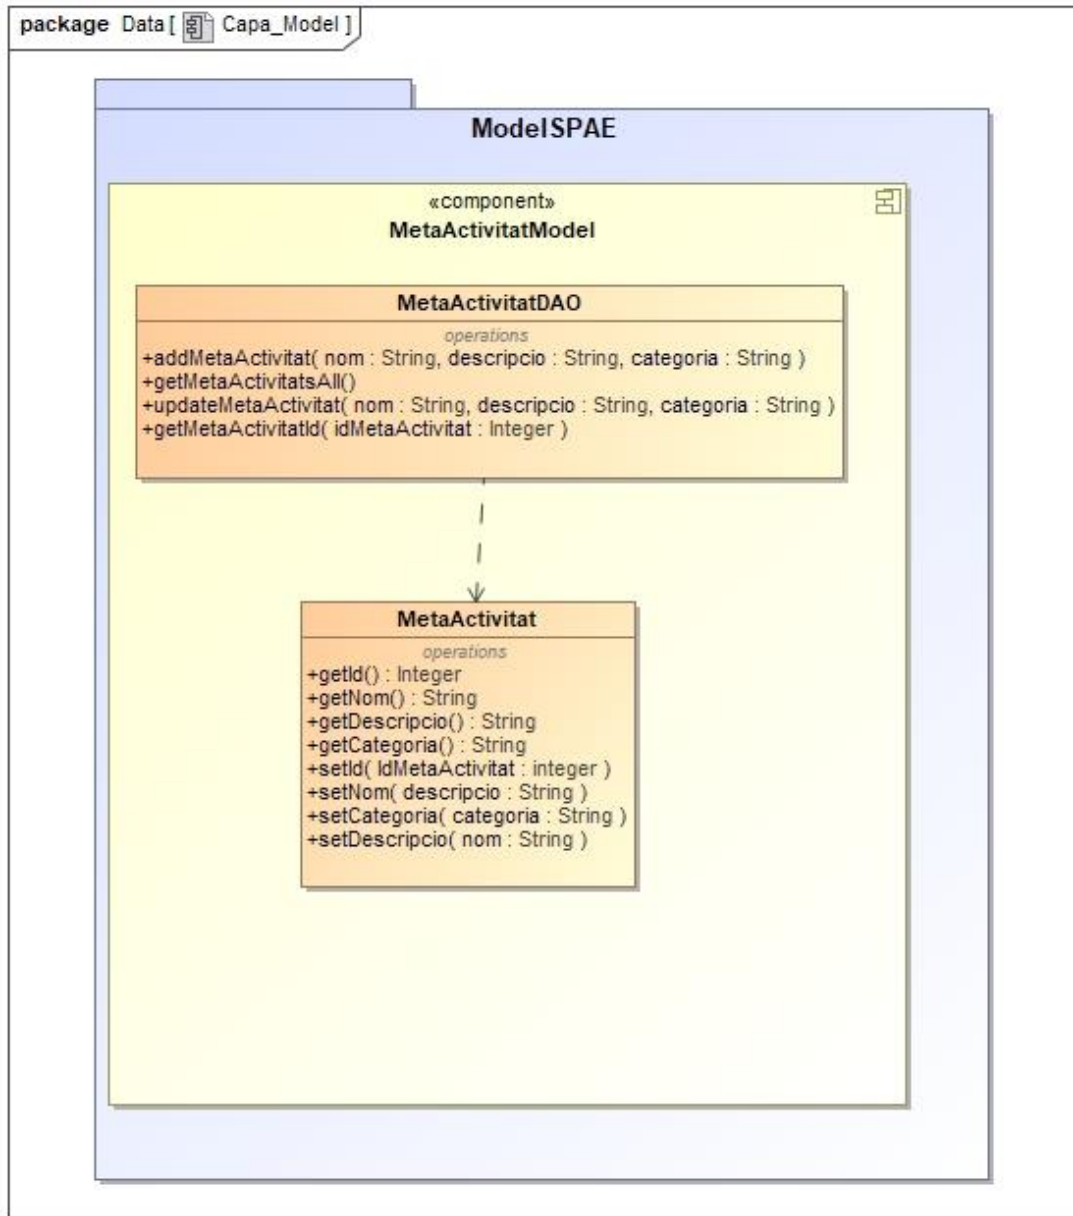 package Data [ Capa_Model ]
ModelSPAE
«component»
MetaActivitatModel
MetaActivitatDAO
operations
+addMetaActivitat( nom : String, descripcio : String, categoria : String )
+getMetaActivitatsAll()
+updateMetaActivitat( nom : String, descripcio : String, categoria : String )
+getMetaActivitatId( idMetaActivitat : Integer )
MetaActivitat
operations
+getId() : Integer
+getNom() : String
+getDescripcio() : String
+getCategoria() : String
+setId( IdMetaActivitat : integer )
+setNom( descripcio : String )
+setCategoria( categoria : String )
+setDescripcio( nom : String )